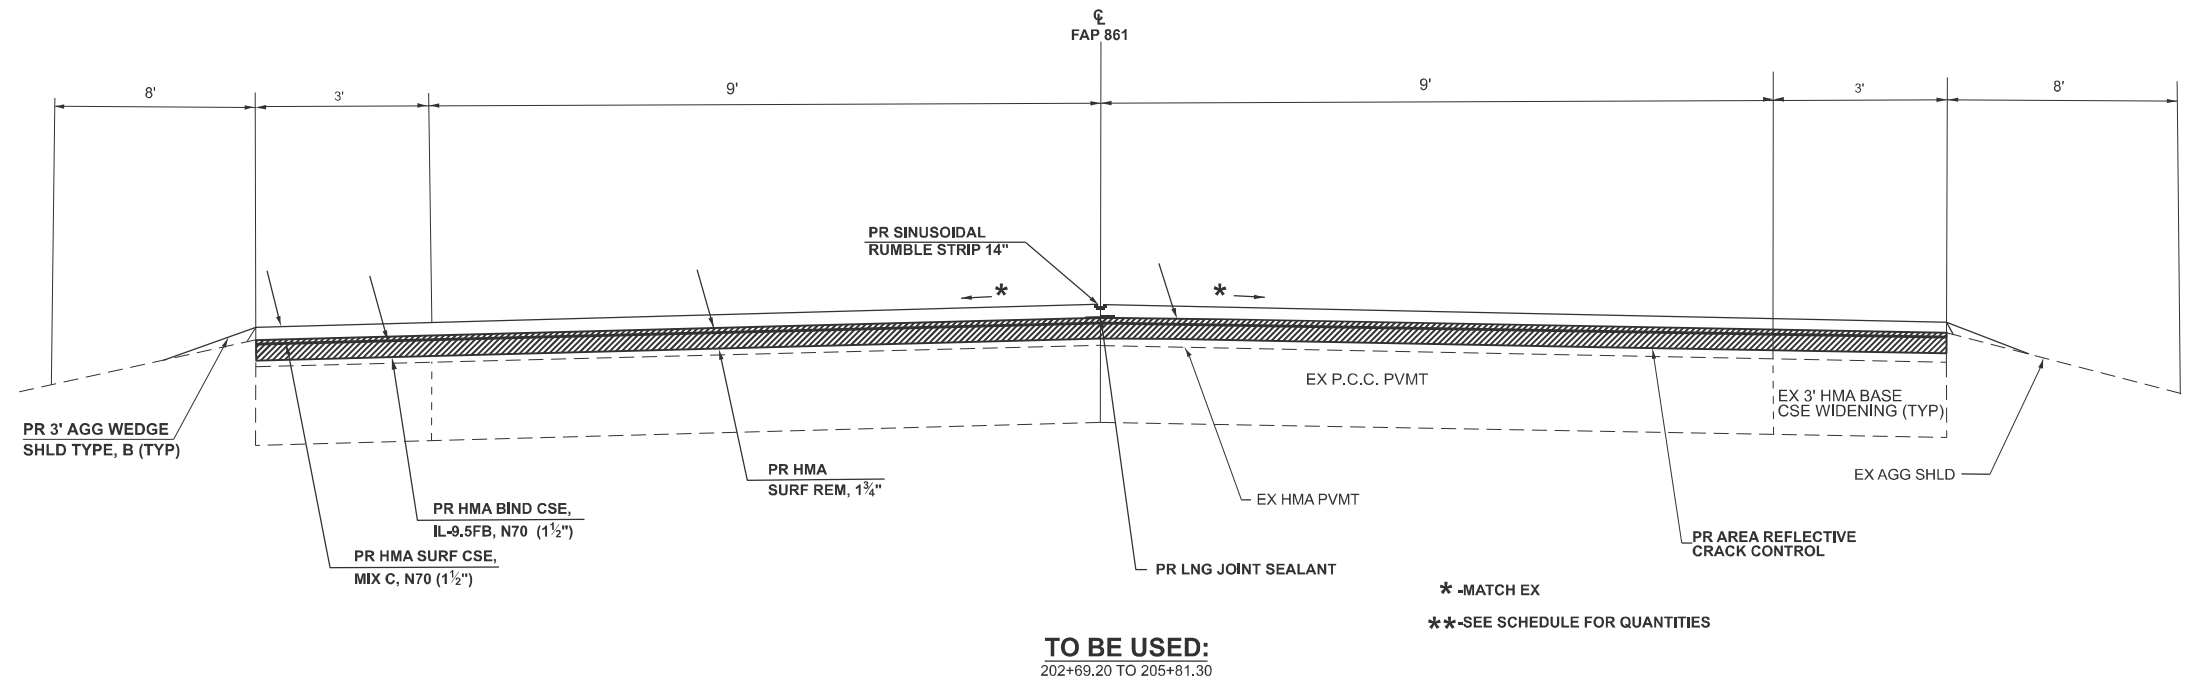 ℄
FAP 861
8'
3'
9'
9'
3'
8'
PR SINUSOIDAL
RUMBLE STRIP 14"
*
*
EX P.C.C. PVMT
EX 3' HMA BASE
CSE WIDENING (TYP)
PR 3' AGG WEDGE
SHLD TYPE, B (TYP)
PR HMA
SURF REM, 1¾"
EX HMA PVMT
EX AGG SHLD
PR HMA BIND CSE,
IL-9.5FB, N70 (1½")
PR AREA REFLECTIVE
CRACK CONTROL
PR HMA SURF CSE,
MIX C, N70 (1½")
PR LNG JOINT SEALANT
* -MATCH EX
**-SEE SCHEDULE FOR QUANTITIES
TO BE USED:
202+69.20 TO 205+81.30